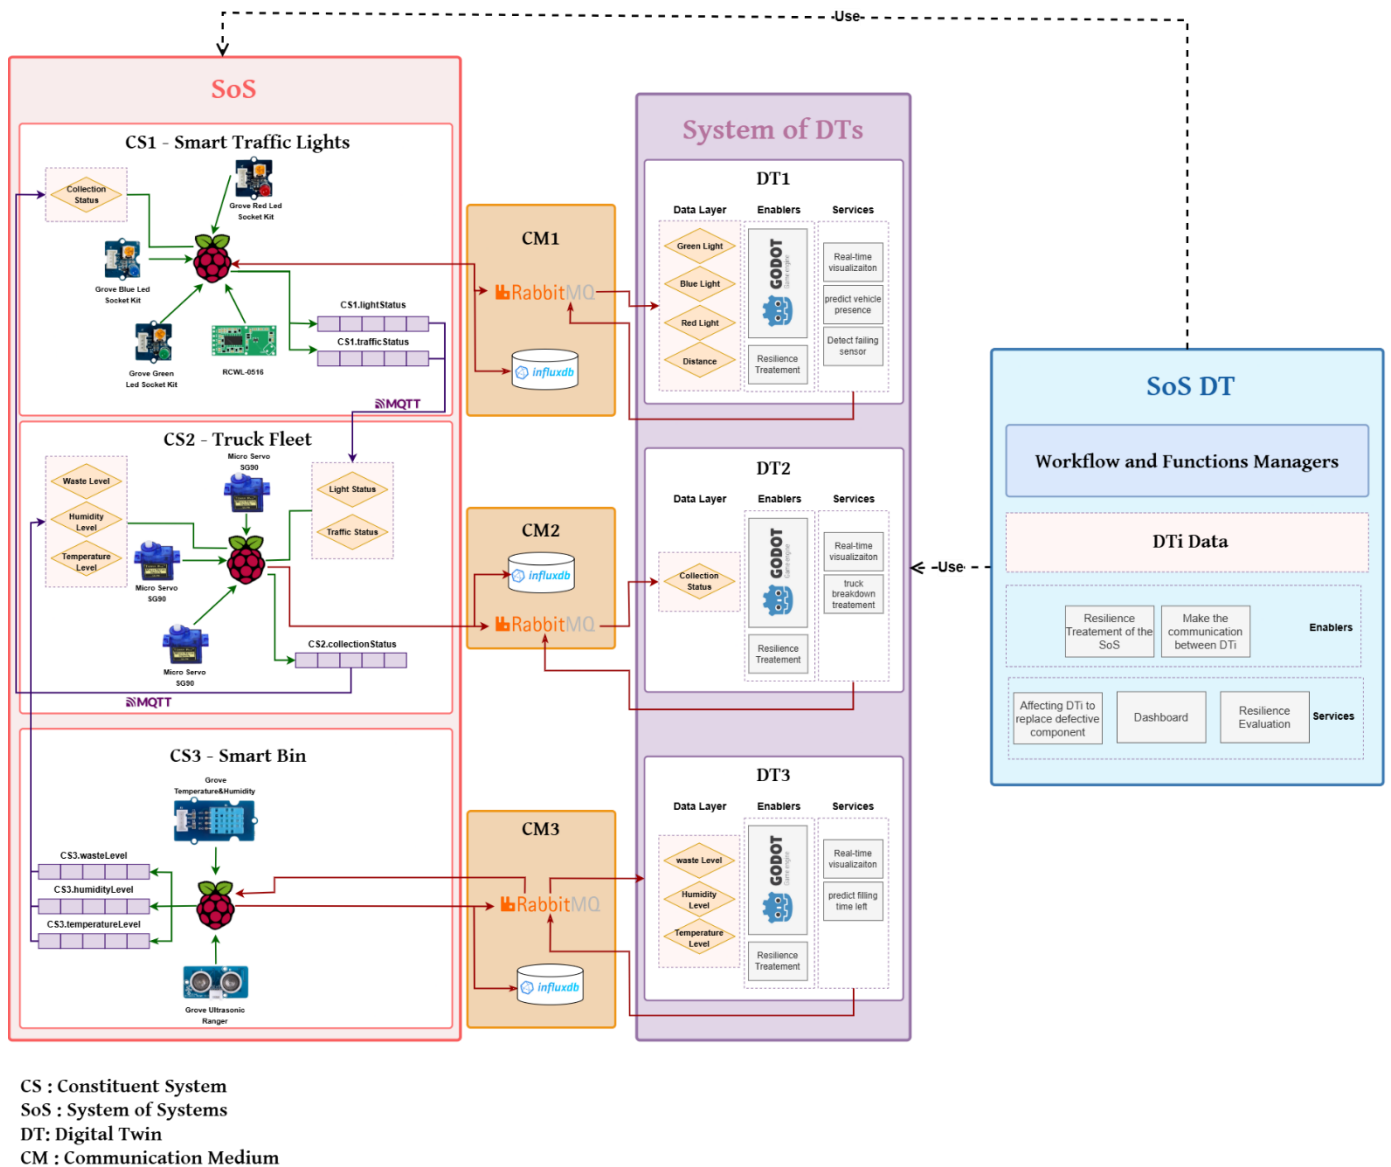 Use
SoS
CS1 - Smart Traffic Lights
Collection
Status
Grove Red Led
Socket Kit
Grove Blue Led
Socket Kit
Grove Green
Led Socket Kit
RCWL-0516
CS1.lightStatus
CS1.trafficStatus
MQTT
CS2 - Truck Fleet
Micro Servo
SG90
Waste Level
Humidity
Level
Temperature
Level
Light Status
Traffic Status
Micro Servo
SG90
Micro Servo
SG90
CS2.collectionStatus
MQTT
CS3 - Smart Bin
Grove
Temperature&Humidity
CS3.wasteLevel
CS3.humidityLevel
CS3.temperatureLevel
Grove Ultrasonic
Ranger
CM1
RabbitMQ
influxdb
CM2
influxdb
RabbitMQ
CM3
RabbitMQ
influxdb
System of DTs
DT1
Data Layer
Enablers
Services
Green Light
Blue Light
Red Light
Distance
GODOT
Game engine
Resilience
Treatement
Real-time
visualizaiton
predict vehicle
presence
Detect failing
sensor
DT2
Data Layer
Enablers
Services
Collection
Status
GODOT
Game engine
Resilience
Treatement
Real-time
visualizaiton
truck
breakdown
treatement
DT3
Data Layer
Enablers
Services
waste Level
Humidity
Level
Temperature
Level
GODOT
Game engine
Resilience
Treatement
Real-time
visualizaiton
predict filling
time left
Use
SoS DT
Workflow and Functions Managers
DTi Data
Resilience
Treatement of the
SoS
Make the
communication
between DTi
Enablers
Affecting DTi to
replace defective
component
Dashboard
Resilience
Evaluation
Services
CS : Constituent System
SoS : System of Systems
DT: Digital Twin
CM : Communication Medium